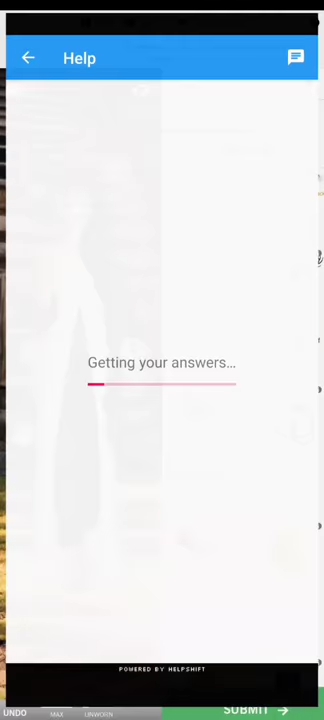 Help
Getting your answers...
POWERED BY HELPSHIFT
UNDO
MAX
UNWORN
SUBMIT